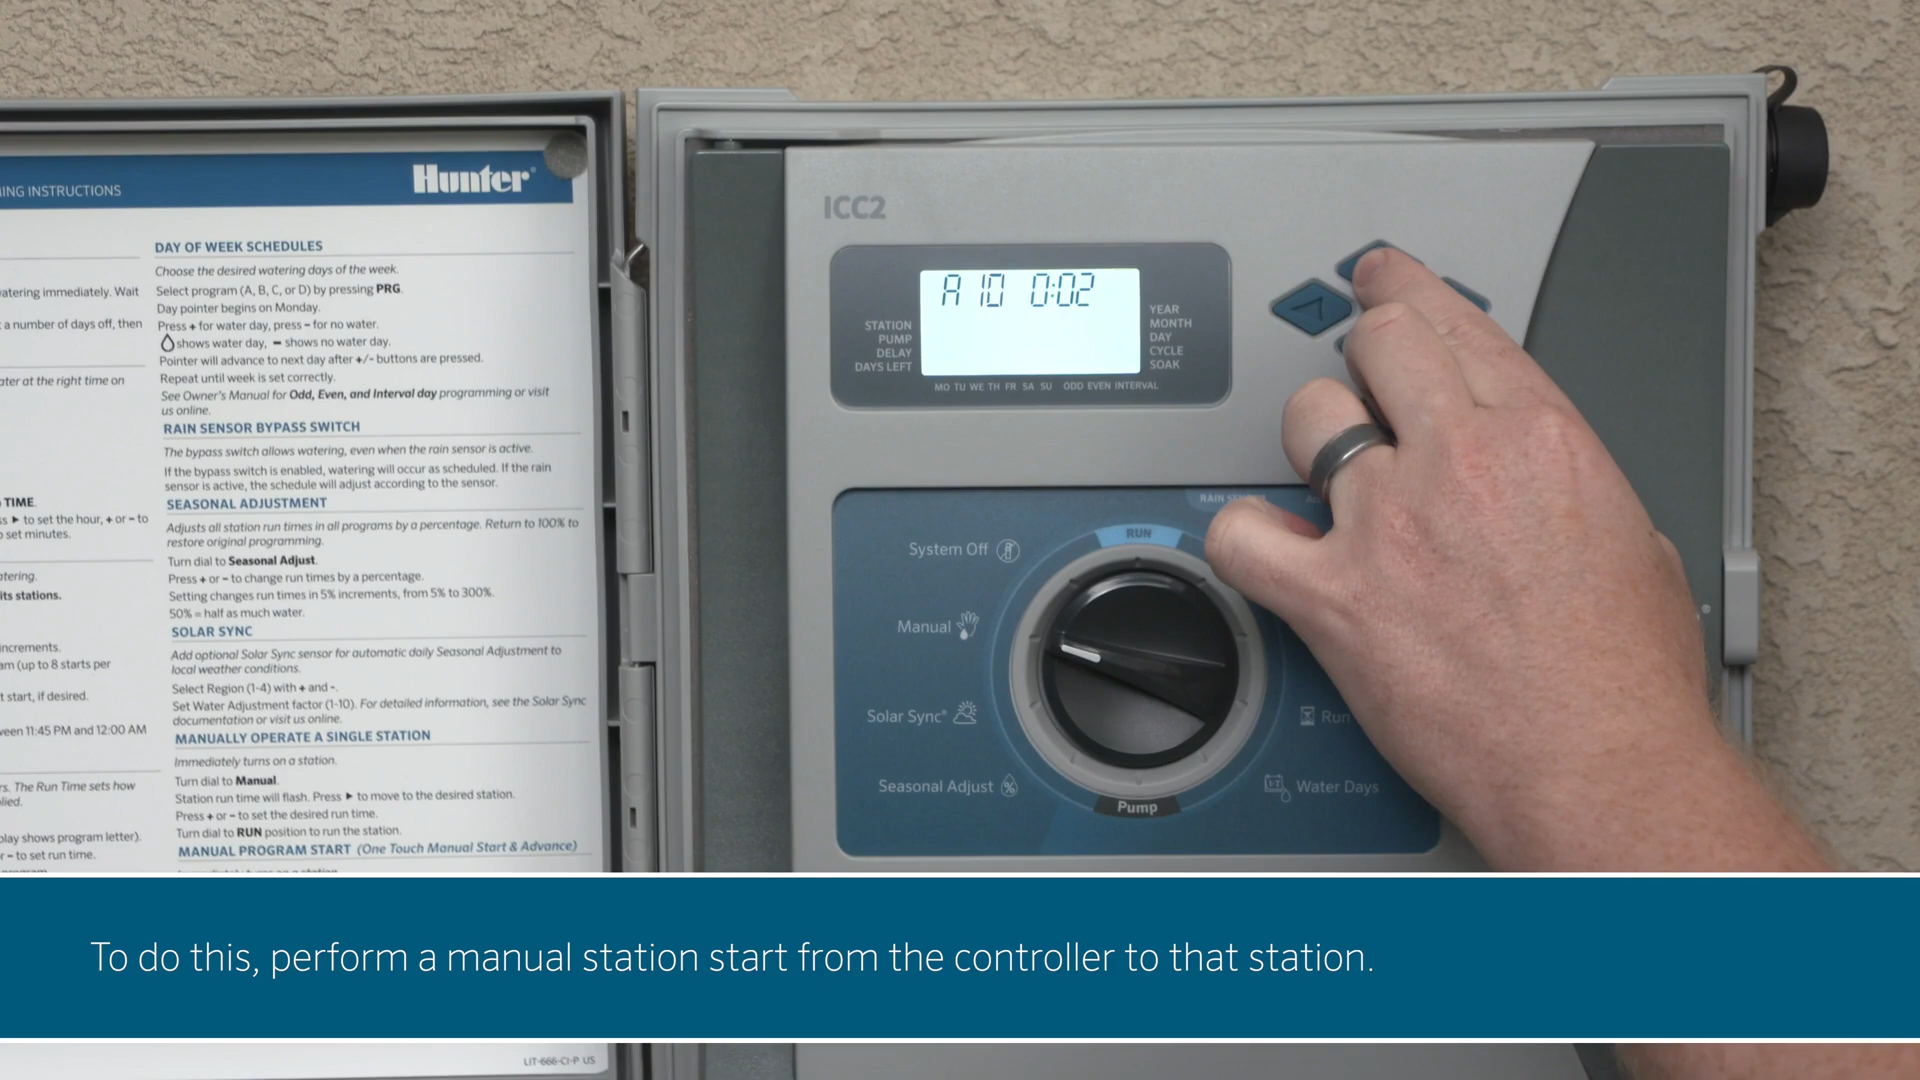 ING INSTRUCTIONS
Hunter®
atering immediately. Wait
a number of days off, then
ater at the right time on
TIME.
► to set the hour, + or – to
set minutes.
atering.
its stations.
increments.
am (up to 8 starts per
t start, if desired.
ween 11:45 PM and 12:00 AM
rs. The Run Time sets how
lied.
play shows program letter).
r – to set run time.
DAY OF WEEK SCHEDULES
Choose the desired watering days of the week.
Select program (A, B, C, or D) by pressing PRG.
Day pointer begins on Monday.
Press + for water day, press – for no water.
shows water day, – shows no water day.
Pointer will advance to next day after +/- buttons are pressed.
Repeat until week is set correctly.
See Owner's Manual for Odd, Even, and Interval day programming or visit
us online.
RAIN SENSOR BYPASS SWITCH
The bypass switch allows watering, even when the rain sensor is active.
If the bypass switch is enabled, watering will occur as scheduled. If the rain
sensor is active, the schedule will adjust according to the sensor.
SEASONAL ADJUSTMENT
Adjusts all station run times in all programs by a percentage. Return to 100% to
restore original programming.
Turn dial to Seasonal Adjust.
Press + or – to change run times by a percentage.
Setting changes run times in 5% increments, from 5% to 300%.
50% = half as much water.
SOLAR SYNC
Add optional Solar Sync sensor for automatic daily Seasonal Adjustment to
local weather conditions.
Select Region (1-4) with + and -.
Set Water Adjustment factor (1-10). For detailed information, see the Solar Sync
documentation or visit us online.
MANUALLY OPERATE A SINGLE STATION
Immediately turns on a station.
Turn dial to Manual.
Station run time will flash. Press ► to move to the desired station.
Press + or – to set the desired run time.
Turn dial to RUN position to run the station.
MANUAL PROGRAM START (One Touch Manual Start & Advance)
LIT-666-CI-P US
ICC2
A 10 0:02
STATION
PUMP
DELAY
DAYS LEFT
YEAR
MONTH
DAY
CYCLE
SOAK
MO TU WE TH FR SA SU ODD EVEN INTERVAL
RAIN
RUN
System Off
Manual
Solar Sync®
Seasonal Adjust
Pump
Run
Water Days
To do this, perform a manual station start from the controller to that station.